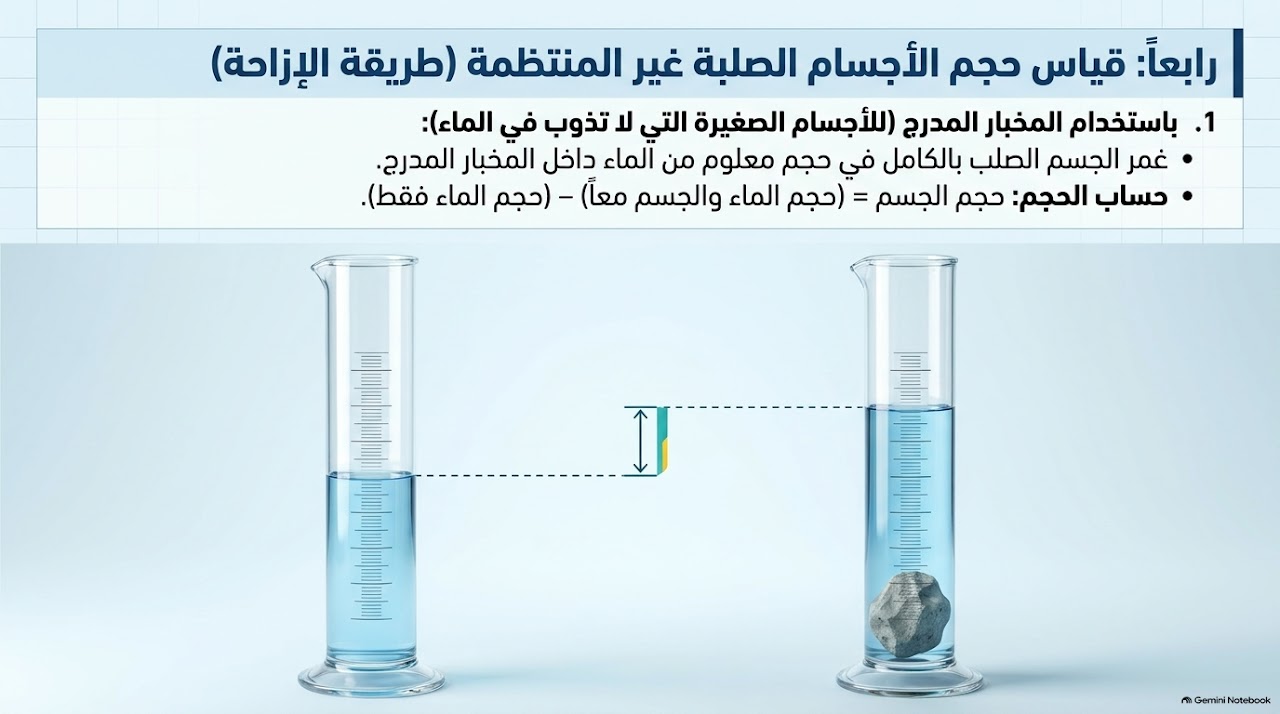 رابعاً: قياس حجم الأجسام الصلبة غير المنتظمة (طريقة الإزاحة)
1. باستخدام المخبار المدرج (للأجسام الصغيرة التي لا تذوب في الماء):
• غمر الجسم الصلب بالكامل في حجم معلوم من الماء داخل المخبار المدرج.
• حساب الحجم: حجم الجسم = (حجم الماء والجسم معاً) – (حجم الماء فقط).
Gemini Notebook